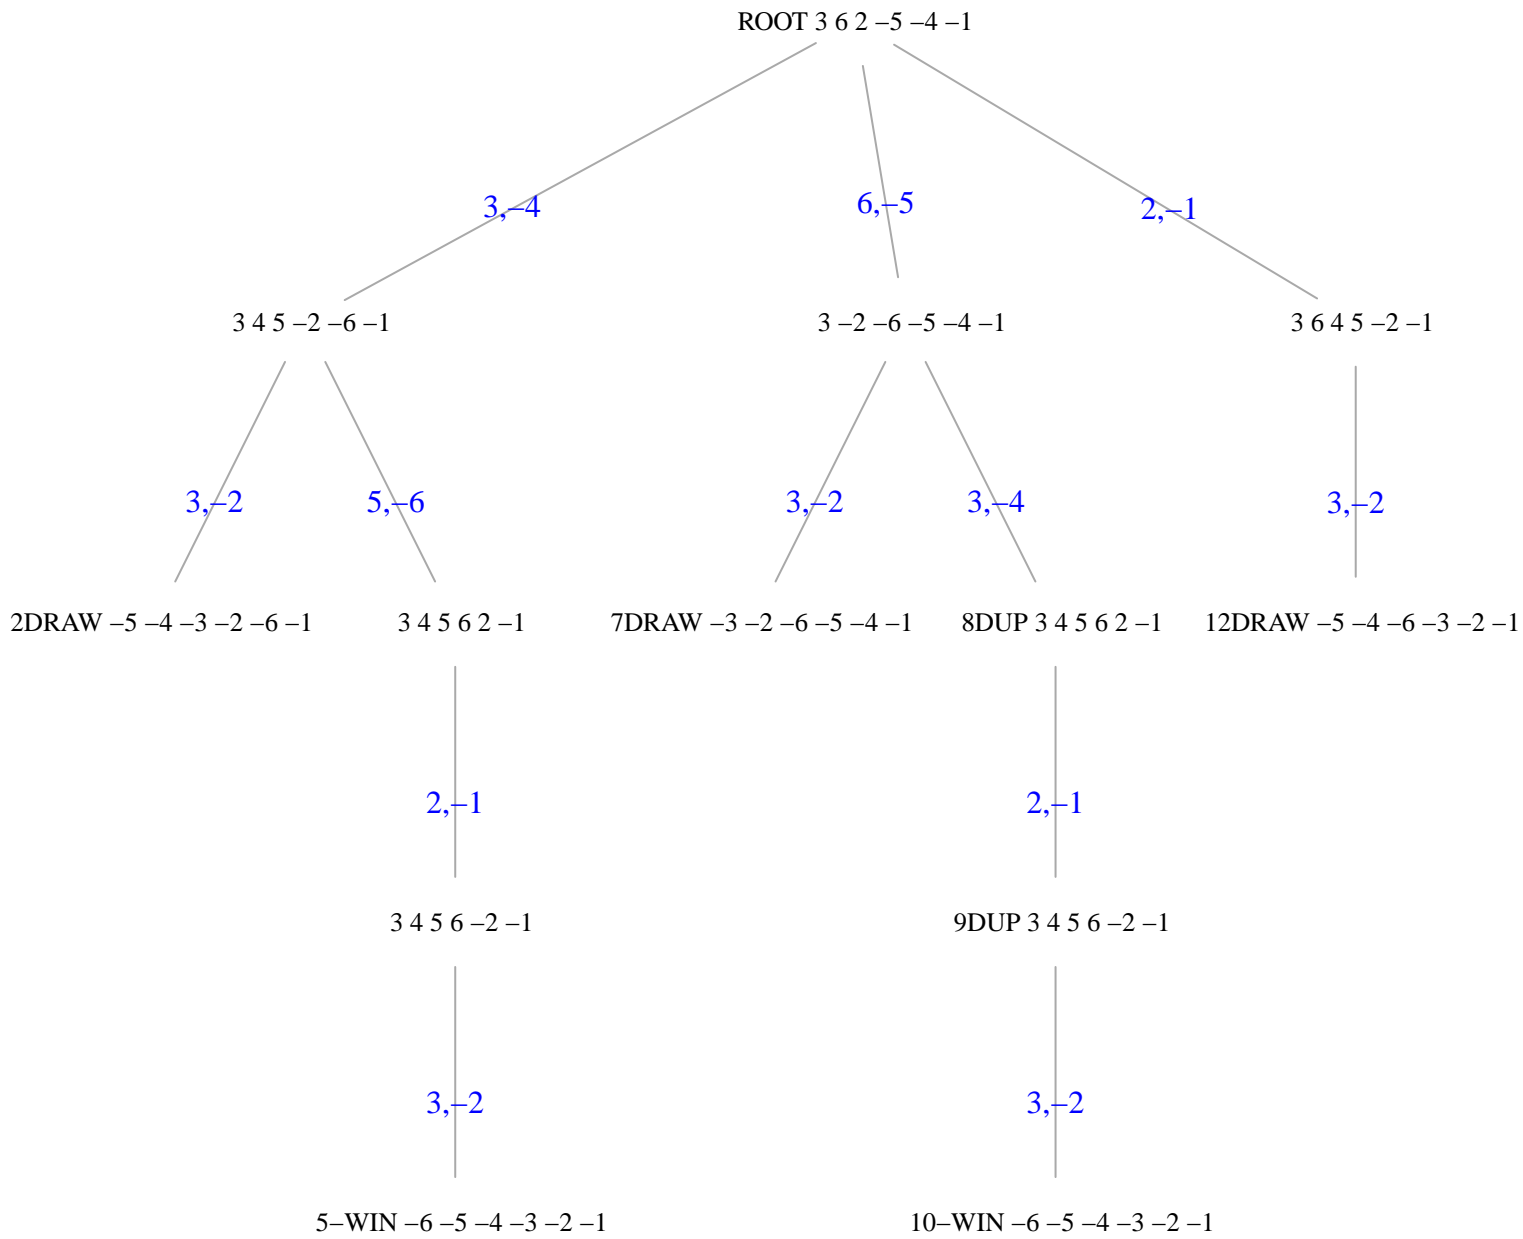 ROOT 3 6 2 –5 –4 –1
3,–4
6,–5
2,–1
3 4 5 –2 –6 –1
3 –2 –6 –5 –4 –1
3 6 4 5 –2 –1
3,–2
5,–6
3,–2
3,–4
3,–2
2DRAW –5 –4 –3 –2 –6 –1
3 4 5 6 2 –1
7DRAW –3 –2 –6 –5 –4 –1
8DUP 3 4 5 6 2 –1
12DRAW –5 –4 –6 –3 –2 –1
2,–1
2,–1
3 4 5 6 –2 –1
9DUP 3 4 5 6 –2 –1
3,–2
3,–2
5–WIN –6 –5 –4 –3 –2 –1
10–WIN –6 –5 –4 –3 –2 –1